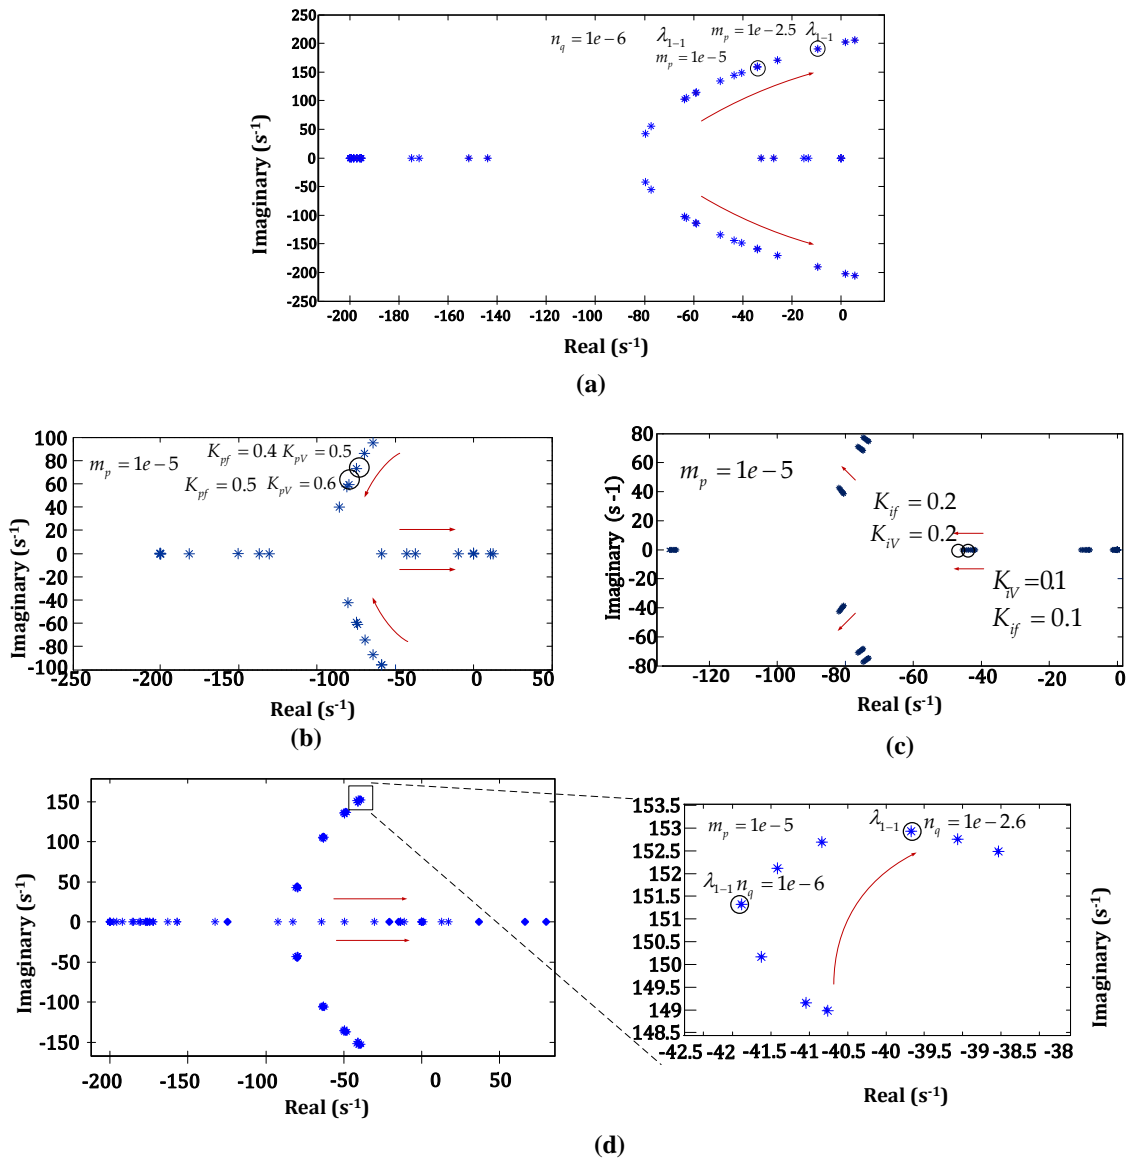 250
200
150
100
50
0
-50
-100
-150
-200
-250
Imaginary (s-1)
n_q = 1e−6
λ1−1
m_p = 1e−5
m_p = 1e−2.5
λ1−1
-200 -180 -160 -140 -120 -100 -80 -60 -40 -20 0
Real (s-1)
(a)
100
80
60
40
20
0
-20
-40
-60
-80
-100
Imaginary (s-1)
m_p = 1e−5
K_pf = 0.4 K_pV = 0.5
K_pf = 0.5 K_pV = 0.6
-250 -200 -150 -100 -50 0 50
Real (s-1)
(b)
80
60
40
20
0
-20
-40
-60
-80
Imaginary (s -1)
m_p = 1e−5
K_if = 0.2
K_iV = 0.2
K_iV = 0.1
K_if = 0.1
-120 -100 -80 -60 -40 -20 0
Real (s-1)
(c)
150
100
50
0
-50
-100
-150
Imaginary (s-1)
-200 -150 -100 -50 0 50
Real (s-1)
153.5
153
152.5
152
151.5
151
150.5
150
149.5
149
148.5
m_p = 1e−5
λ1−1 n_q = 1e−2.6
λ1−1 n_q = 1e−6
-42.5 -42 -41.5 -41 -40.5 -40 -39.5 -39 -38.5 -38
Imaginary (s-1)
Real (s-1)
(d)